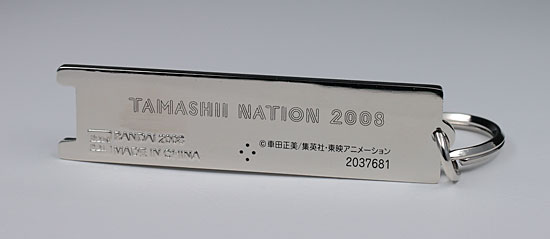 TAMASHII NATION 2008
BANDAI 2008
MADE IN CHINA
©車田正美/集英社・東映アニメーション
2037681